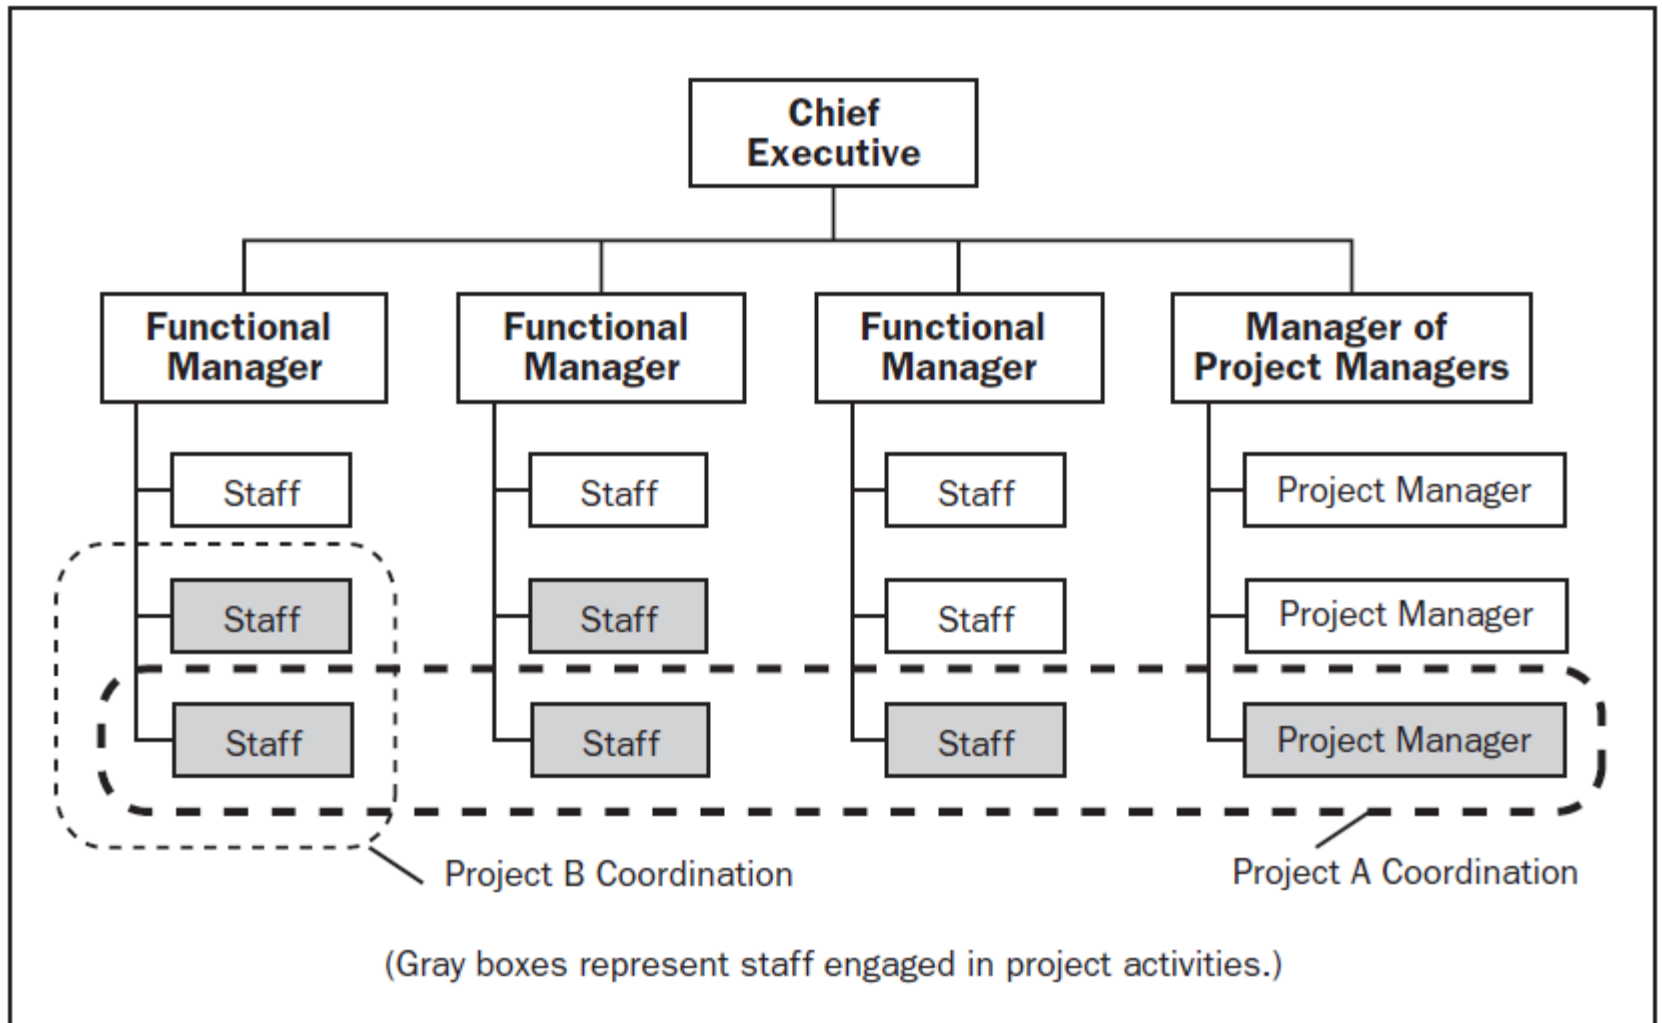 Chief
Executive
Functional
Manager
Functional
Manager
Functional
Manager
Manager of
Project Managers
Staff
Staff
Staff
Project Manager
Staff
Staff
Staff
Project Manager
Staff
Staff
Staff
Project Manager
Project B Coordination
Project A Coordination
(Gray boxes represent staff engaged in project activities.)